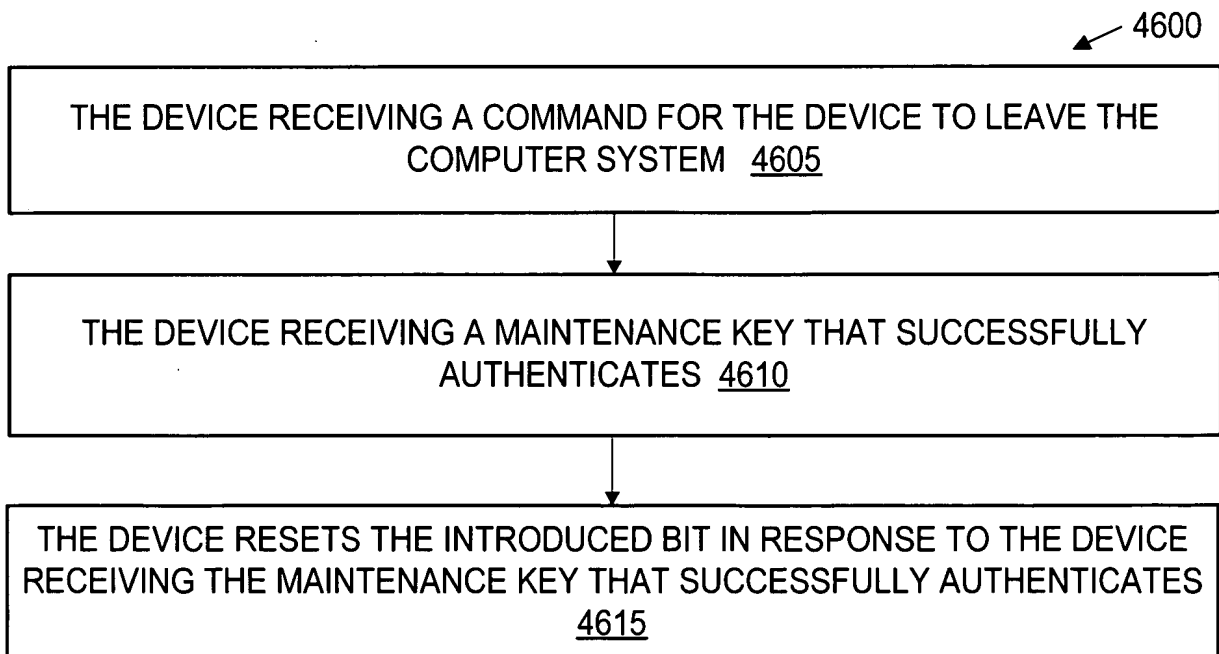 4600
THE DEVICE RECEIVING A COMMAND FOR THE DEVICE TO LEAVE THE
COMPUTER SYSTEM 4605
THE DEVICE RECEIVING A MAINTENANCE KEY THAT SUCCESSFULLY
AUTHENTICATES 4610
THE DEVICE RESETS THE INTRODUCED BIT IN RESPONSE TO THE DEVICE
RECEIVING THE MAINTENANCE KEY THAT SUCCESSFULLY AUTHENTICATES
4615